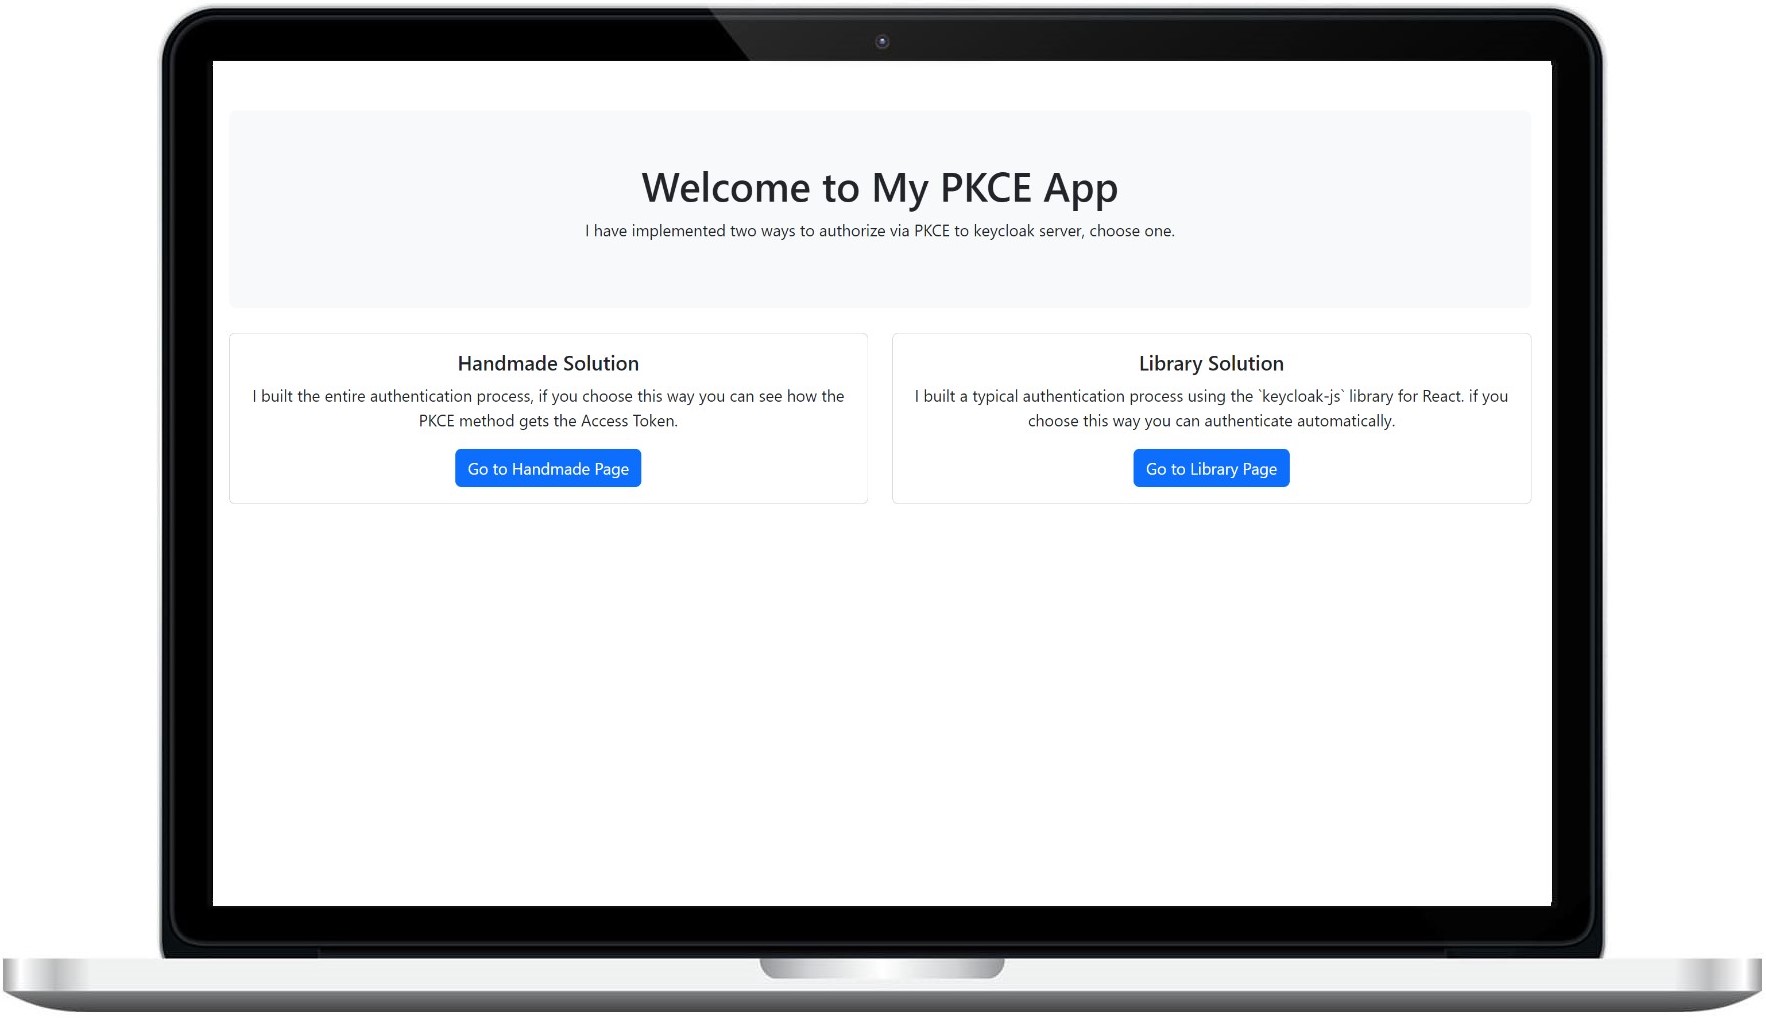 Welcome to My PKCE App
I have implemented two ways to authorize via PKCE to keycloak server, choose one.
Handmade Solution
I built the entire authentication process, if you choose this way you can see how the
PKCE method gets the Access Token.
Go to Handmade Page
Library Solution
I built a typical authentication process using the `keycloak-js` library for React. if you
choose this way you can authenticate automatically.
Go to Library Page